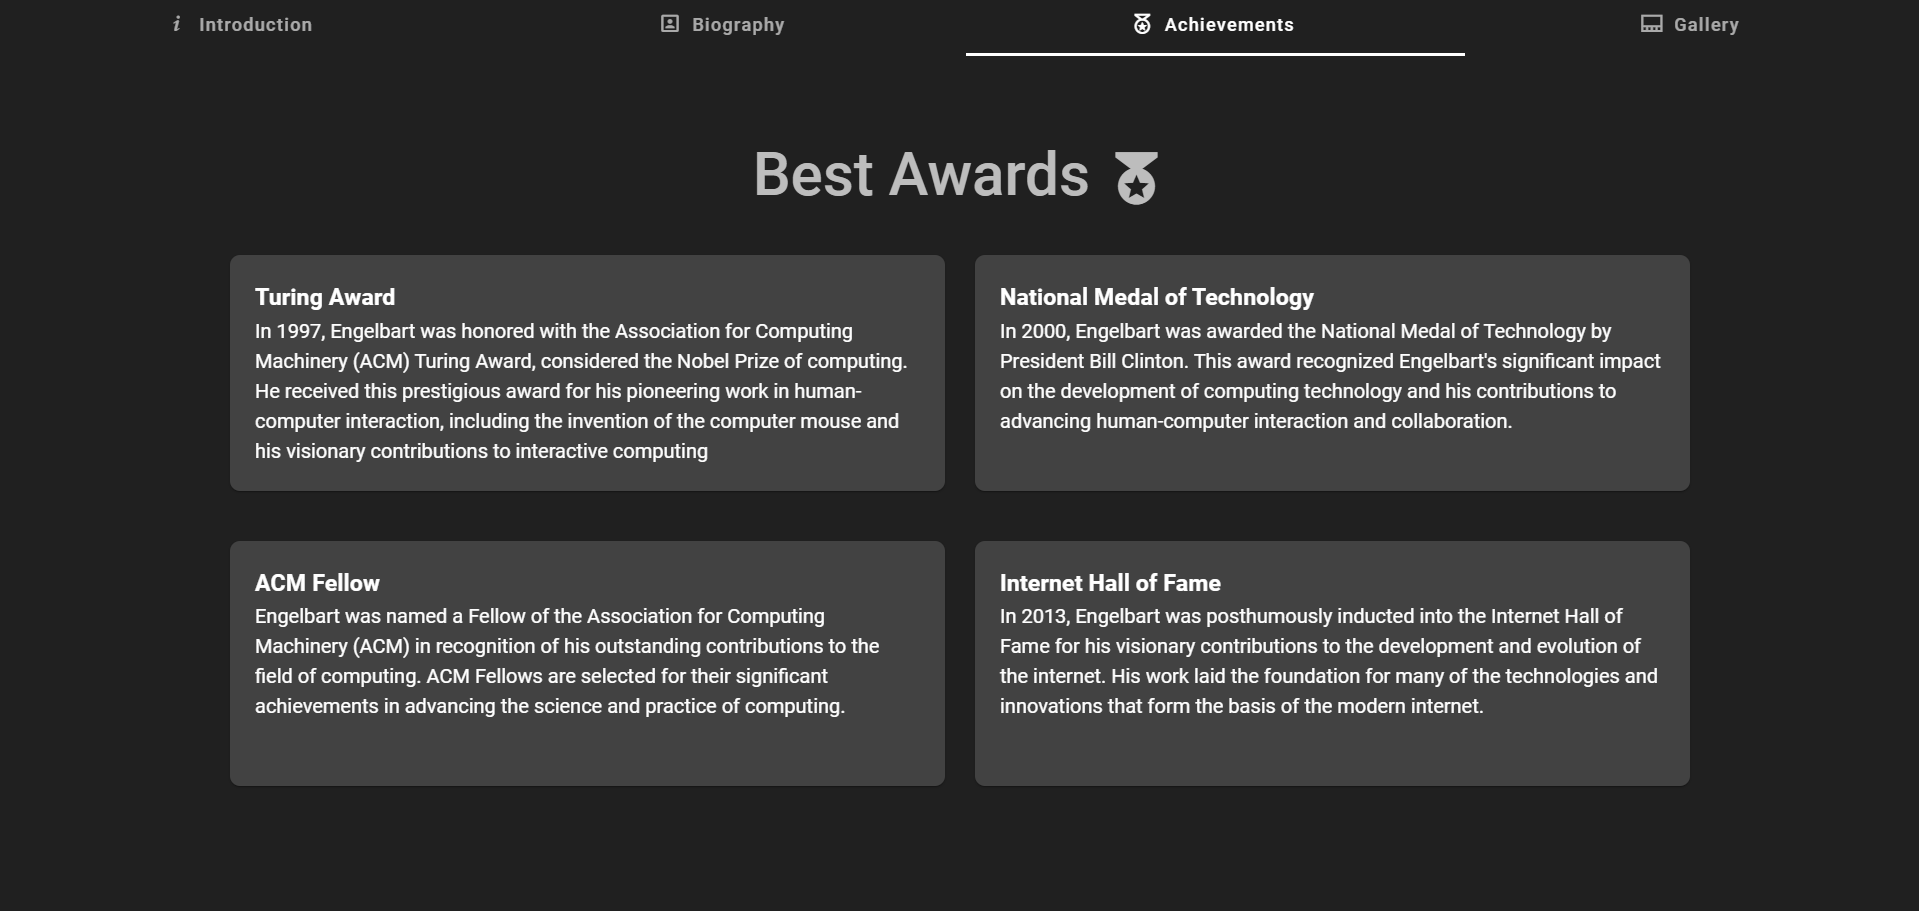 Introduction
Biography
Achievements
Gallery
Best Awards
Turing Award
In 1997, Engelbart was honored with the Association for Computing
Machinery (ACM) Turing Award, considered the Nobel Prize of computing.
He received this prestigious award for his pioneering work in human-
computer interaction, including the invention of the computer mouse and
his visionary contributions to interactive computing
National Medal of Technology
In 2000, Engelbart was awarded the National Medal of Technology by
President Bill Clinton. This award recognized Engelbart's significant impact
on the development of computing technology and his contributions to
advancing human-computer interaction and collaboration.
ACM Fellow
Engelbart was named a Fellow of the Association for Computing
Machinery (ACM) in recognition of his outstanding contributions to the
field of computing. ACM Fellows are selected for their significant
achievements in advancing the science and practice of computing.
Internet Hall of Fame
In 2013, Engelbart was posthumously inducted into the Internet Hall of
Fame for his visionary contributions to the development and evolution of
the internet. His work laid the foundation for many of the technologies and
innovations that form the basis of the modern internet.